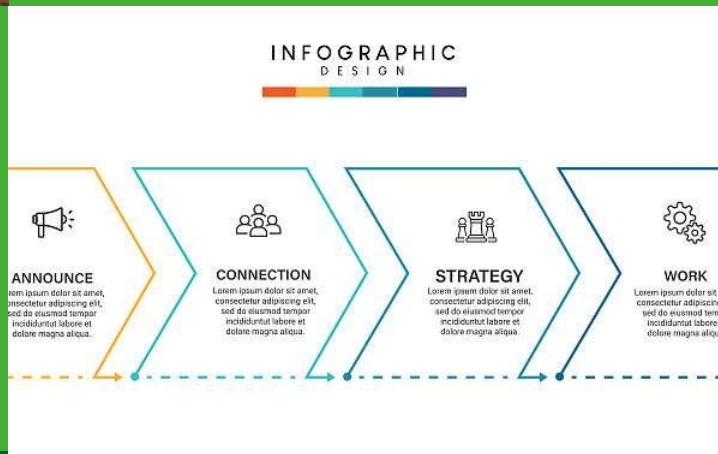 INFOGRAPHIC
DESIGN
ANNOUNCE
rem ipsum dolor sit amet,
nsectetur adipiscing elit,
sed do eiusmod tempor
incididuntut labore et
dolore magna aliqua.
CONNECTION
Lorem ipsum dolor sit amet,
consectetur adipiscing elit,
sed do eiusmod tempor
incididuntut labore et
dolore magna aliqua.
STRATEGY
Lorem ipsum dolor sit amet,
consectetur adipiscing elit,
sed do eiusmod tempor
incididuntut labore et
dolore magna aliqua.
WORK
Lorem ipsum dolor sit
consectetur adipiscing
sed do eiusmod tem
incididuntut labore
dolore magna aliqu